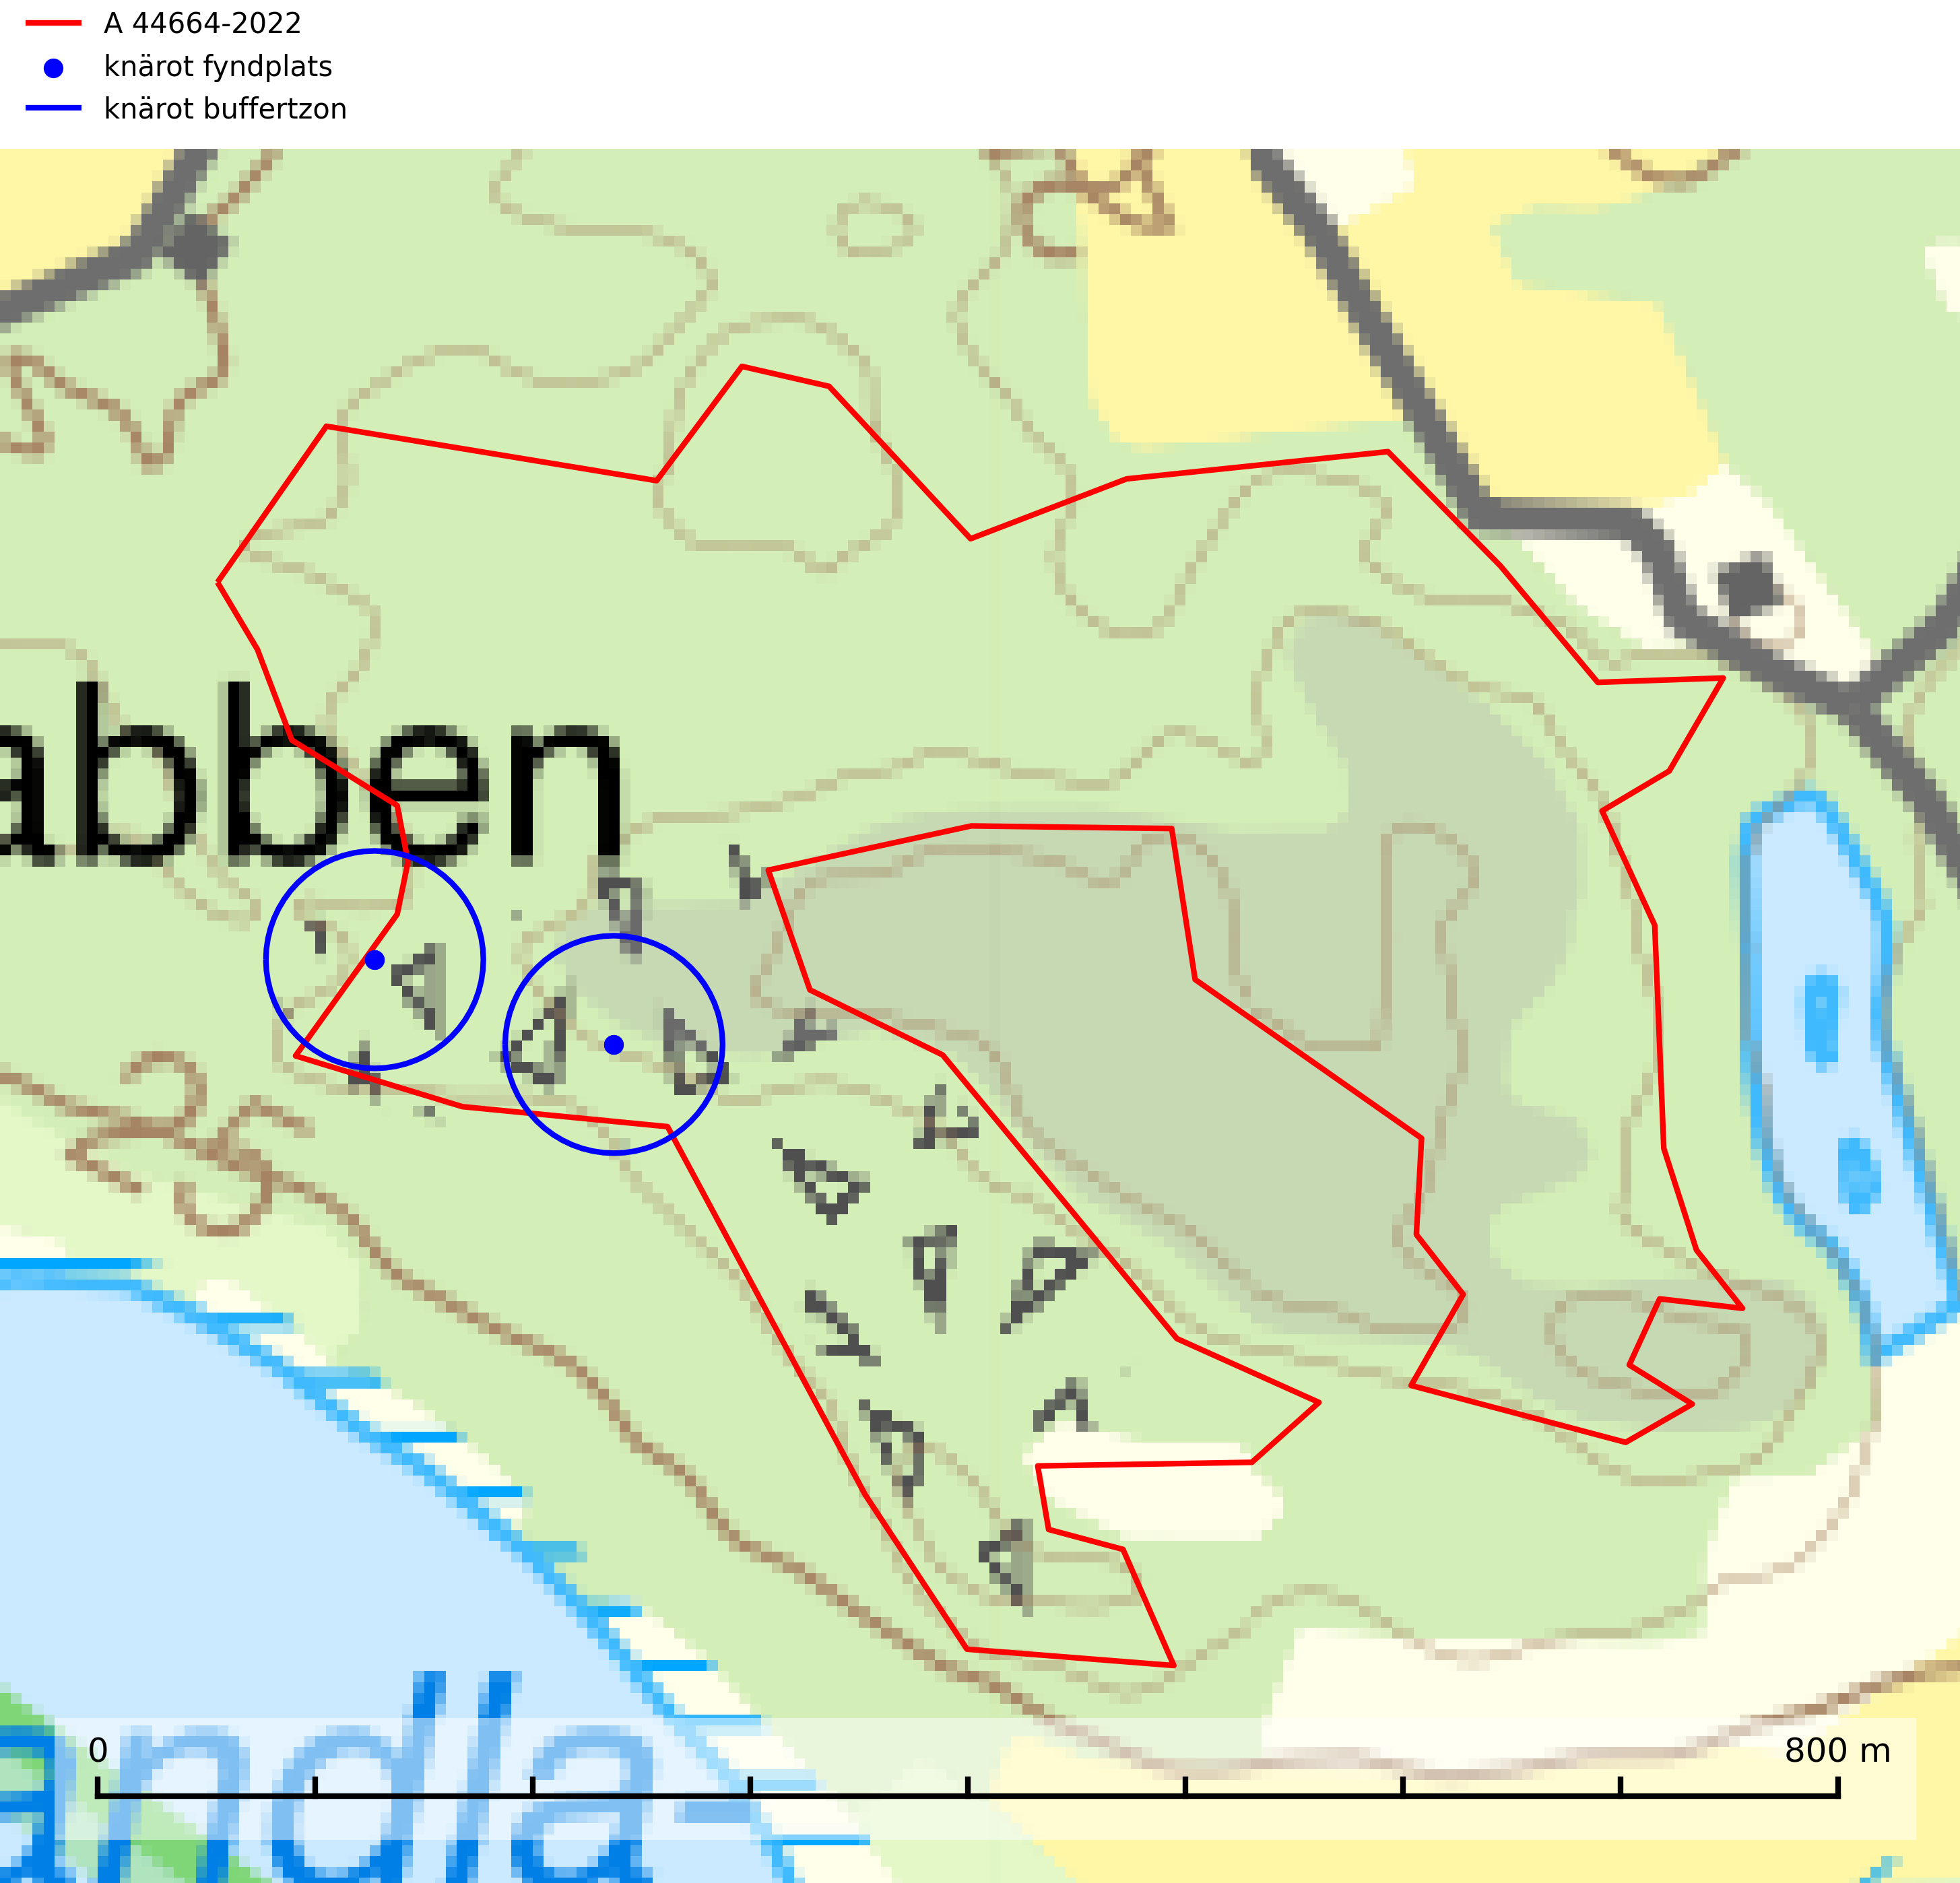 A 44664-2022
knärot fyndplats
knärot buffertzon
abben
andla-
0 800 m